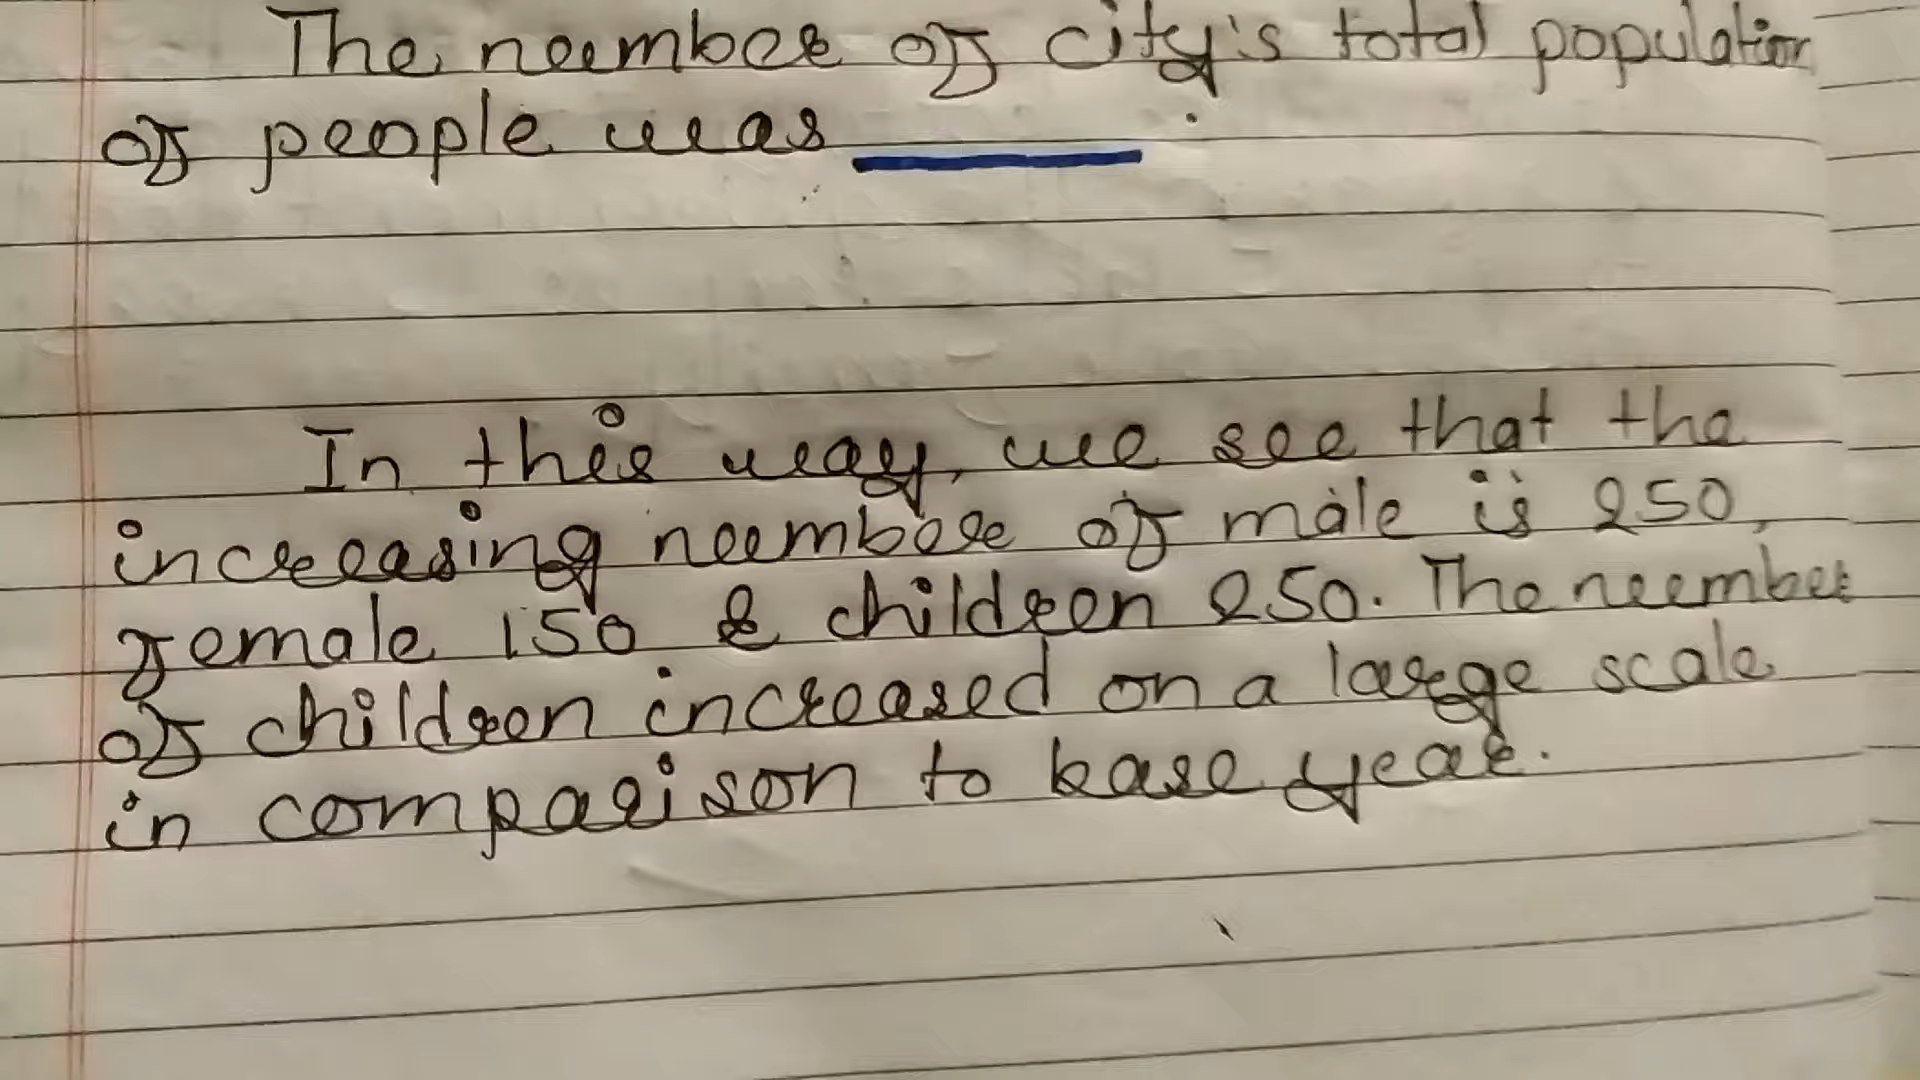 The number of city's total population
of people was ______.
In this way, we see that the
increasing number of male is 250,
female 150 & children 250. The number
of children increased on a large scale
in comparison to base year.